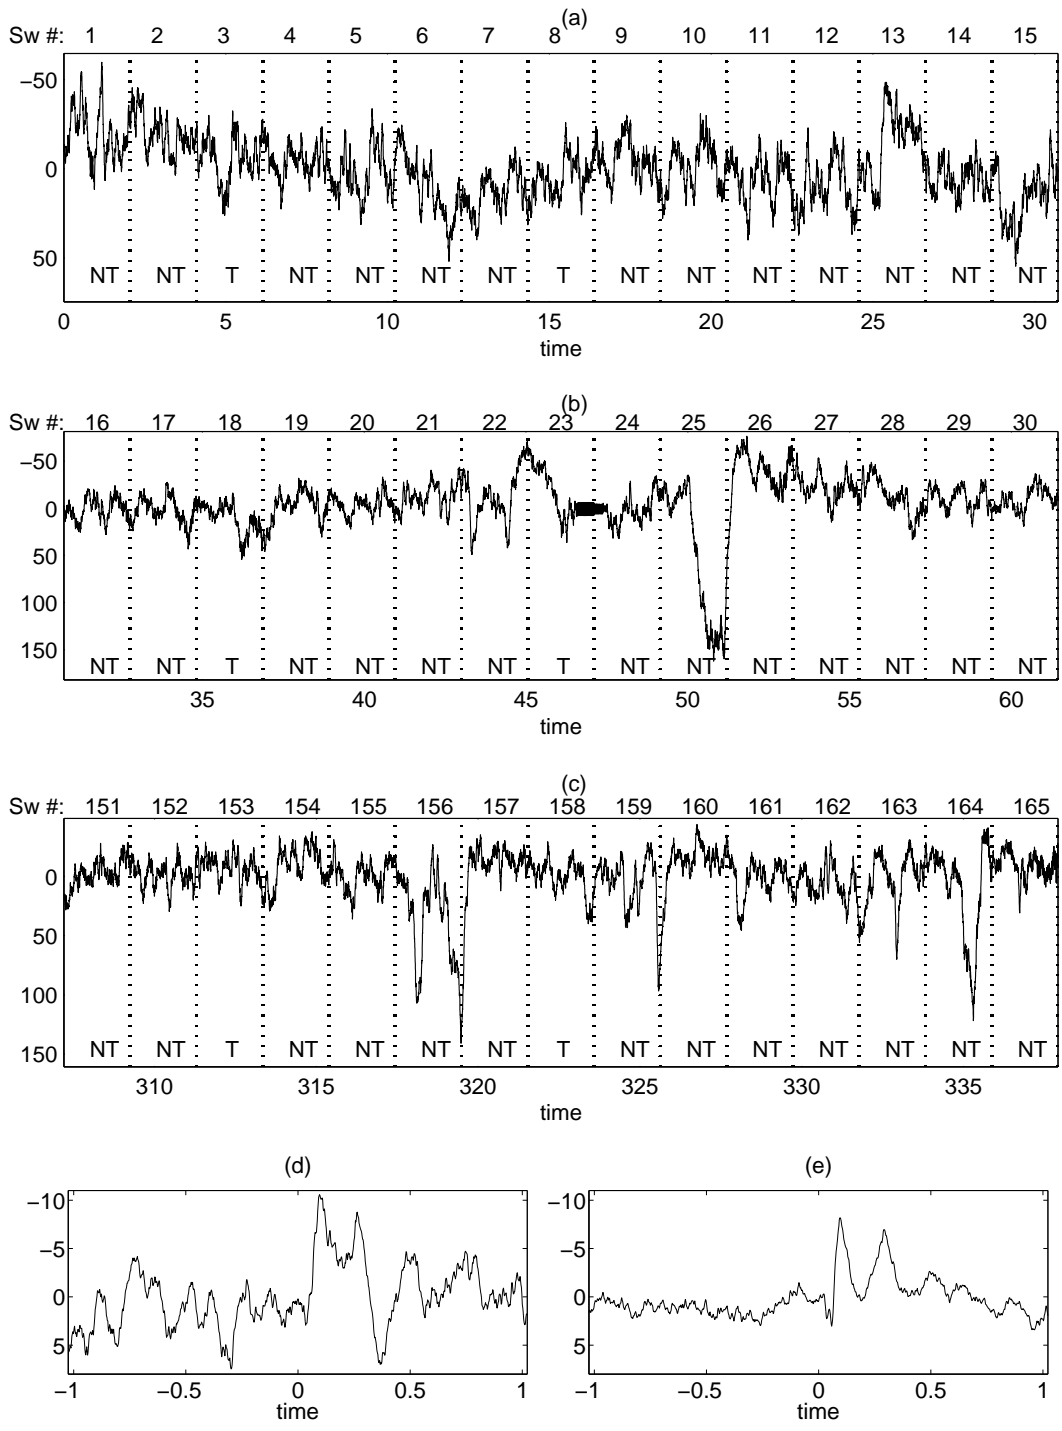 (a)
Sw #: 1 2 3 4 5 6 7 8 9 10 11 12 13 14 15
−50
0
50
NT NT T NT NT NT NT T NT NT NT NT NT NT NT
0 5 10 15 20 25 30
time
(b)
Sw #: 16 17 18 19 20 21 22 23 24 25 26 27 28 29 30
−50
0
50
100
150
NT NT T NT NT NT NT T NT NT NT NT NT NT NT
35 40 45 50 55 60
time
(c)
Sw #: 151 152 153 154 155 156 157 158 159 160 161 162 163 164 165
0
50
100
150
NT NT T NT NT NT NT T NT NT NT NT NT NT NT
310 315 320 325 330 335
time
(d)
−10
−5
0
5
−1 −0.5 0 0.5 1
time
(e)
−10
−5
0
5
−1 −0.5 0 0.5 1
time